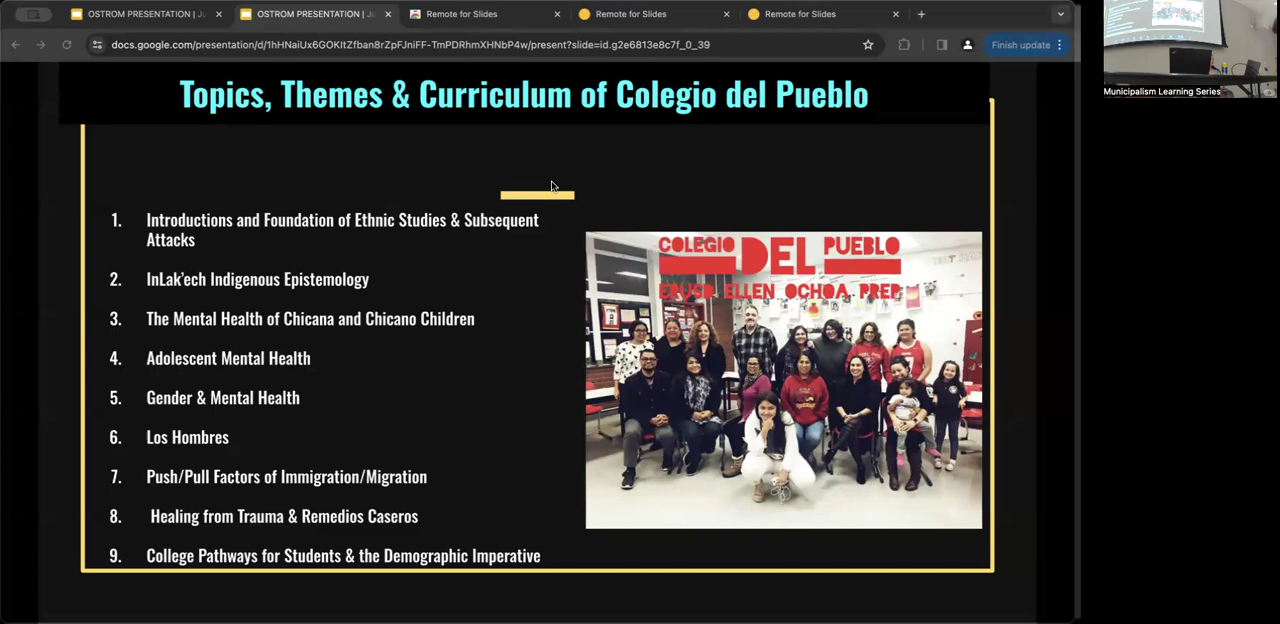 OSTROM PRESENTATION | Ju
OSTROM PRESENTATION | Ju
Remote for Slides
Remote for Slides
Remote for Slides
docs.google.com/presentation/d/1hHNaiUx6GOKItZfban8rZpFJniFF-TmPDRhmXHNbP4w/present?slide=id.g2e6813e8c7f_0_39
Finish update
Municipalism Learning Series
Topics, Themes & Curriculum of Colegio del Pueblo
1. Introductions and Foundation of Ethnic Studies & Subsequent
Attacks
2. InLak’ech Indigenous Epistemology
3. The Mental Health of Chicana and Chicano Children
4. Adolescent Mental Health
5. Gender & Mental Health
6. Los Hombres
7. Push/Pull Factors of Immigration/Migration
8. Healing from Trauma & Remedios Caseros
9. College Pathways for Students & the Demographic Imperative
COLEGIO DEL PUEBLO
ERUSD. ELLEN OCHOA. PREP